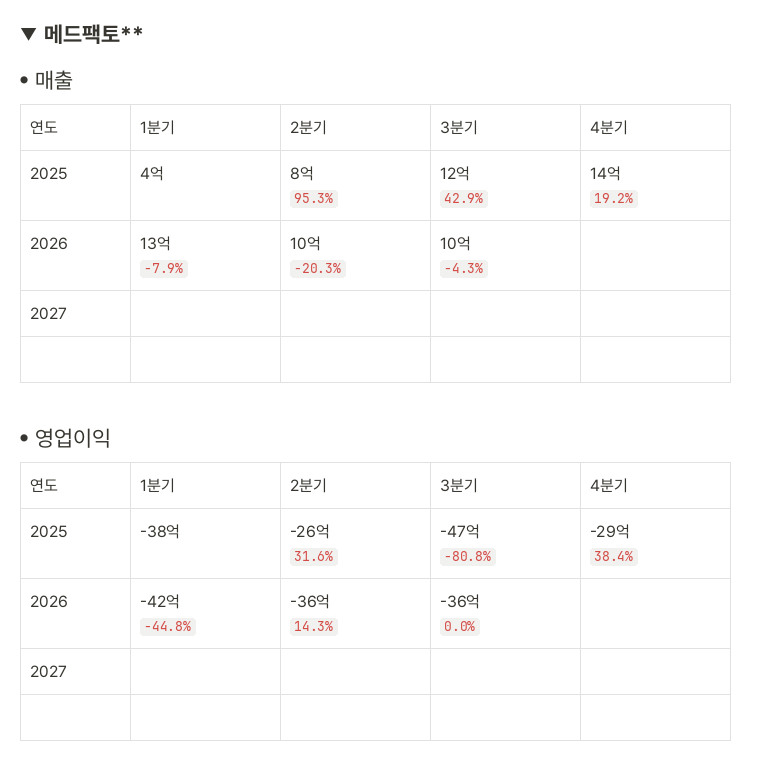 ▼ 메드팩토**
• 매출
연도 1분기 2분기 3분기 4분기
2025 4억 8억 12억 14억
95.3% 42.9% 19.2%
2026 13억 10억 10억
-7.9% -20.3% -4.3%
2027
• 영업이익
연도 1분기 2분기 3분기 4분기
2025 -38억 -26억 -47억 -29억
31.6% -80.8% 38.4%
2026 -42억 -36억 -36억
-44.8% 14.3% 0.0%
2027